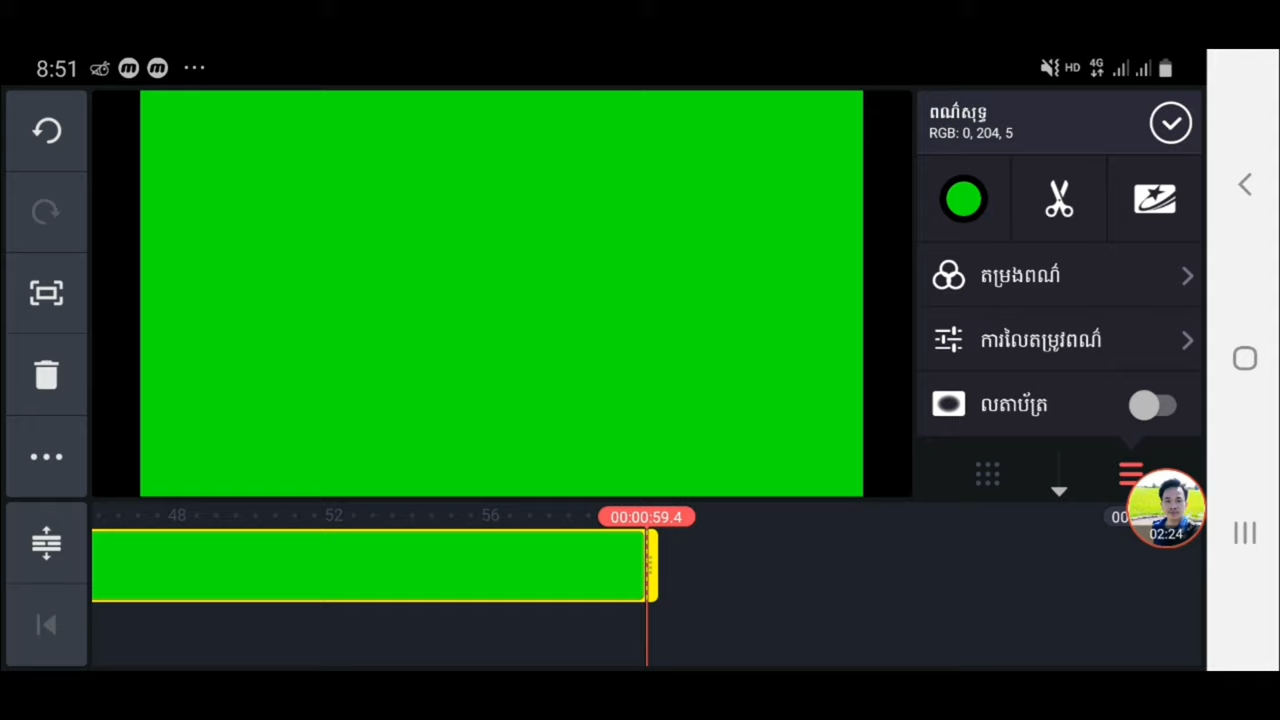 8:51
HD 4G
ពណ៌សុទ្ធ
RGB: 0, 204, 5
តម្រងពណ៌
ការលៃតម្រូវពណ៌
លតាប័ត្រ
48 52 56 00:00:59.4 00
02:24